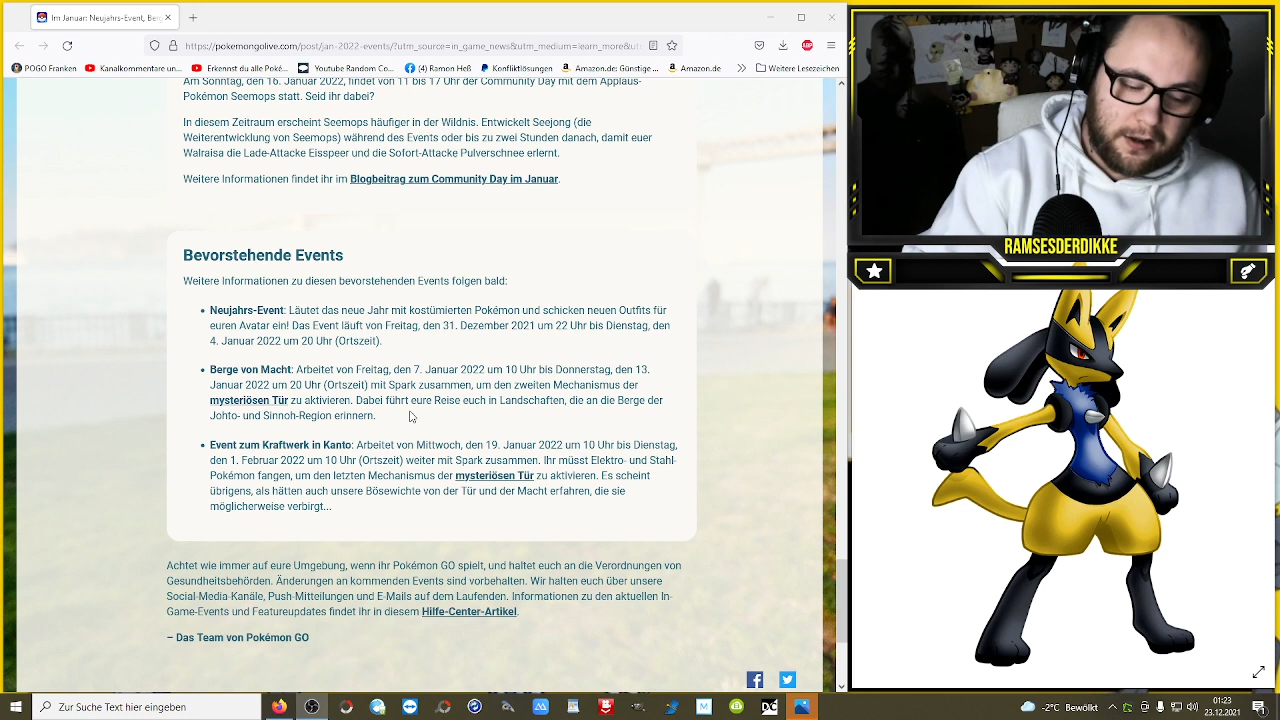 Im Januar: Neujahrs-Event, Berg
https://pokemongolive.com/post/jan-2022-events/?utm_source=in_game_news&utm_medium=learn_more&utm
POGO Franken
Kanalkommentare un...
Erkennst du alle Poké...
Youtube Random Co...
(4) Ramon Heß
Konfliktlösungen
Amazon.de: Günstige ...
Amazon.de
Weitere Lesezeichen
Am Sonntag, den 16. Januar 2022, findet von 11 bis 17 Uhr der Community Day mit dem Applaus-
Pokémon Seemops statt. Seid ihr dabei?
In diesem Zeitraum erscheint Seemops häufiger in der Wildnis. Entwickelt Seejong (die
Weiterentwicklung von Seemops) während des Events oder bis zu zwei Stunden danach, damit euer
Walraisa die Lade-Attacke Eisspeer und die Sofort-Attacke Pulverschnee erlernt.
Weitere Informationen findet ihr im Blogbeitrag zum Community Day im Januar.
RAMSESDERDIKKE
Bevorstehende Events
Weitere Informationen zu diesen bevorstehenden Events folgen bald:
• Neujahrs-Event: Läutet das neue Jahr mit kostümierten Pokémon und schicken neuen Outfits für
euren Avatar ein! Das Event läuft von Freitag, den 31. Dezember 2021 um 22 Uhr bis Dienstag, den
4. Januar 2022 um 20 Uhr (Ortszeit).
• Berge von Macht: Arbeitet von Freitag, den 7. Januar 2022 um 10 Uhr bis Donnerstag, den 13.
Januar 2022 um 20 Uhr (Ortszeit) mit Spark zusammen, um den zweiten Mechanismus der
mysteriösen Tür zu aktivieren. Dabei führt eure Reise euch in Landschaften, die an die Berge der
Johto- und Sinnoh-Region erinnern.
• Event zum Kraftwerk in Kanto: Arbeitet von Mittwoch, den 19. Januar 2022 um 10 Uhr bis Dienstag,
den 1. Februar 2022 um 10 Uhr (Ortszeit) weiter mit Spark zusammen. Ihr müsst Elektro- und Stahl-
Pokémon fangen, um den letzten Mechanismus der mysteriösen Tür zu aktivieren. Es scheint
übrigens, als hätten auch unsere Bösewichte von der Tür und der Macht erfahren, die sie
möglicherweise verbirgt...
Achtet wie immer auf eure Umgebung, wenn ihr Pokémon GO spielt, und haltet euch an die Verordnungen von
Gesundheitsbehörden. Änderungen an kommenden Events sind vorbehalten. Wir halten euch über unsere
Social-Media-Kanäle, Push-Mitteilungen und E-Mails auf dem Laufenden. Informationen zu den aktuellen In-
Game-Events und Featureupdates findet ihr in diesem Hilfe-Center-Artikel.
– Das Team von Pokémon GO
Zur Suche Text hier eingeben
2°C Bewölkt
01:23
23.12.2021